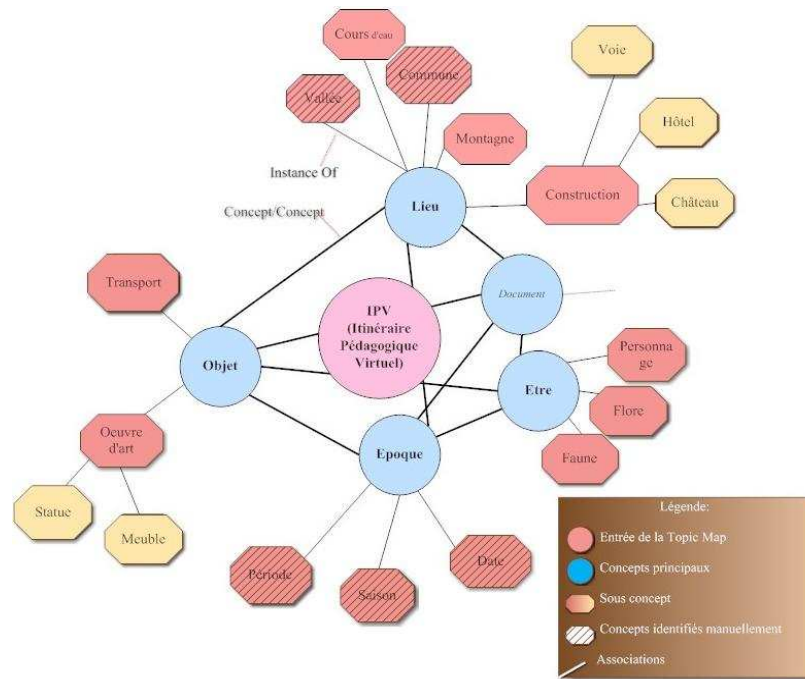 Cours d'eau
Commune
Vallée
Montagne
Voie
Hôtel
Construction
Château
Instance Of
Concept/Concept
Lieu
Transport
Document
IPV
(Itinéraire
Pédagogique
Virtuel)
Objet
Personna
ge
Etre
Flore
Oeuvre
d'art
Faune
Epoque
Statue
Meuble
Période
Saison
Date
Légende:
Entrée de la Topic Map
Concepts principaux
Sous concept
Concepts identifiés manuellement
Associations